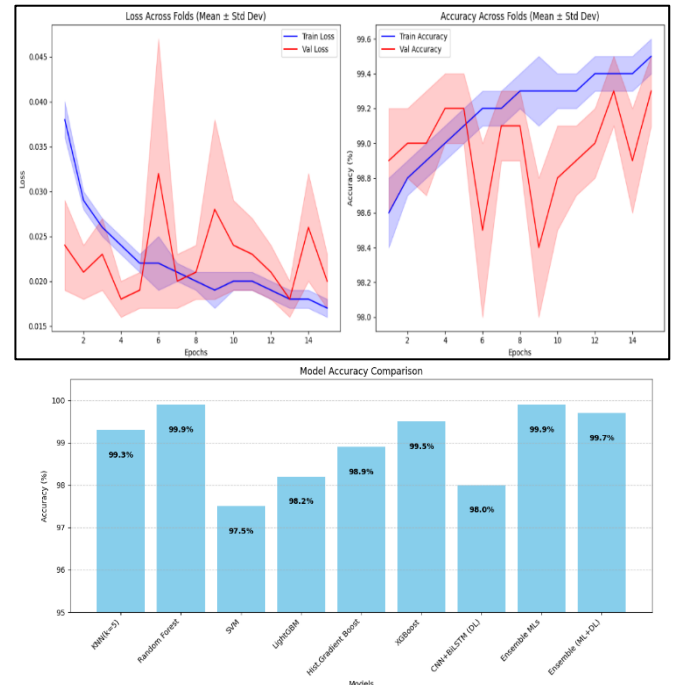 Loss Across Folds (Mean ± Std Dev)
Train Loss
Val Loss
0.045
0.040
0.035
0.030
0.025
0.020
0.015
Loss
2
4
6
8
10
12
14
Epochs
Accuracy Across Folds (Mean ± Std Dev)
Train Accuracy
Val Accuracy
99.6
99.4
99.2
99.0
98.8
98.6
98.4
98.2
98.0
Accuracy (%)
2
4
6
8
10
12
14
Epochs
Model Accuracy Comparison
100
99
98
97
96
95
Accuracy (%)
99.3%
99.9%
97.5%
98.2%
98.9%
99.5%
98.0%
99.9%
99.7%
KNN(k=5)
Random Forest
SVM
LightGBM
Hist.Gradient Boost
XGBoost
CNN+BiLSTM (DL)
Ensemble MLs
Ensemble (ML+DL)
Models